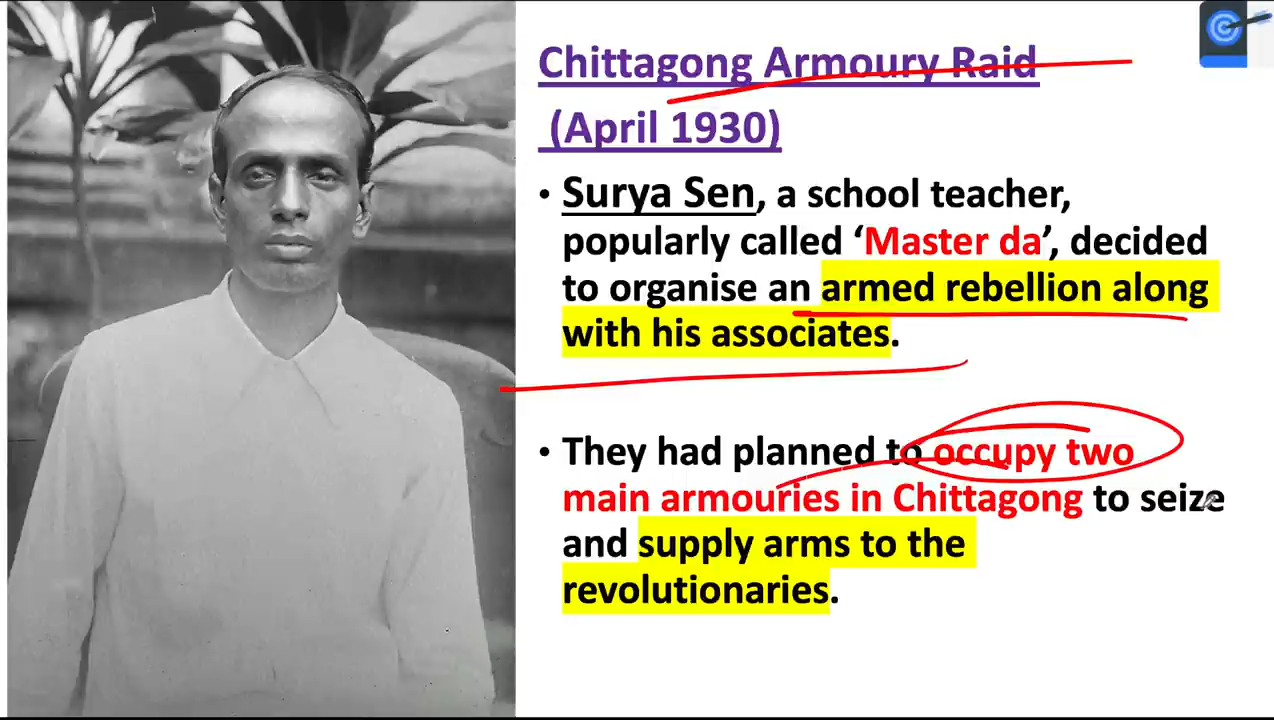 Chittagong Armoury Raid
(April 1930)
• Surya Sen, a school teacher,
popularly called ‘Master da’, decided
to organise an armed rebellion along
with his associates.
• They had planned to occupy two
main armouries in Chittagong to seize
and supply arms to the
revolutionaries.